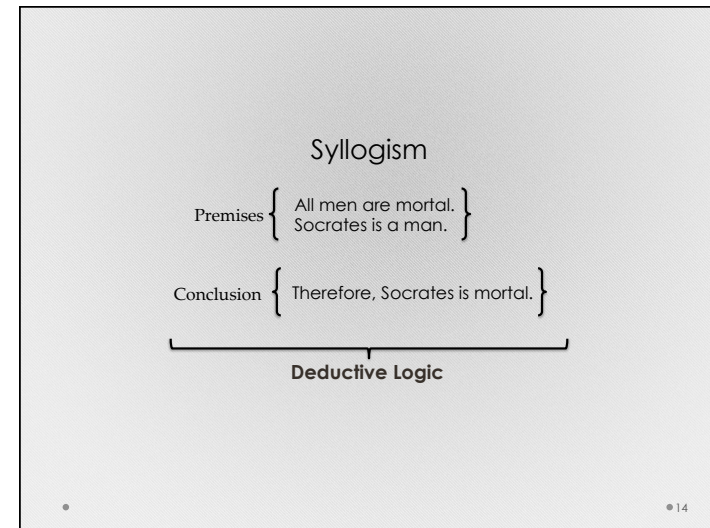 Syllogism
Premises { All men are mortal. }
Socrates is a man.
Conclusion { Therefore, Socrates is mortal. }
Deductive Logic
14